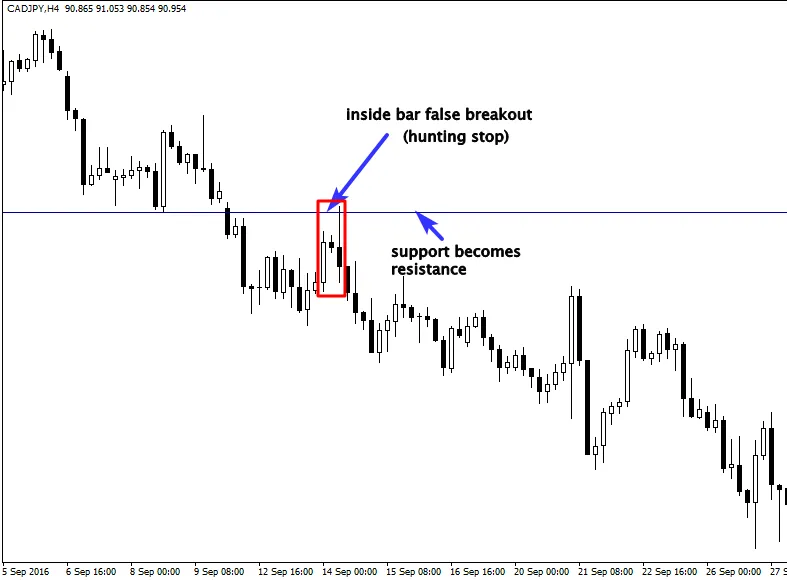 CADJPY,H4 90.865 91.053 90.854 90.954
inside bar false breakout
(hunting stop)
support becomes
resistance
5 Sep 2016 6 Sep 16:00 8 Sep 00:00 9 Sep 08:00 12 Sep 16:00 14 Sep 00:00 15 Sep 08:00 16 Sep 16:00 20 Sep 00:00 21 Sep 08:00 22 Sep 16:00 26 Sep 00:00 27 S